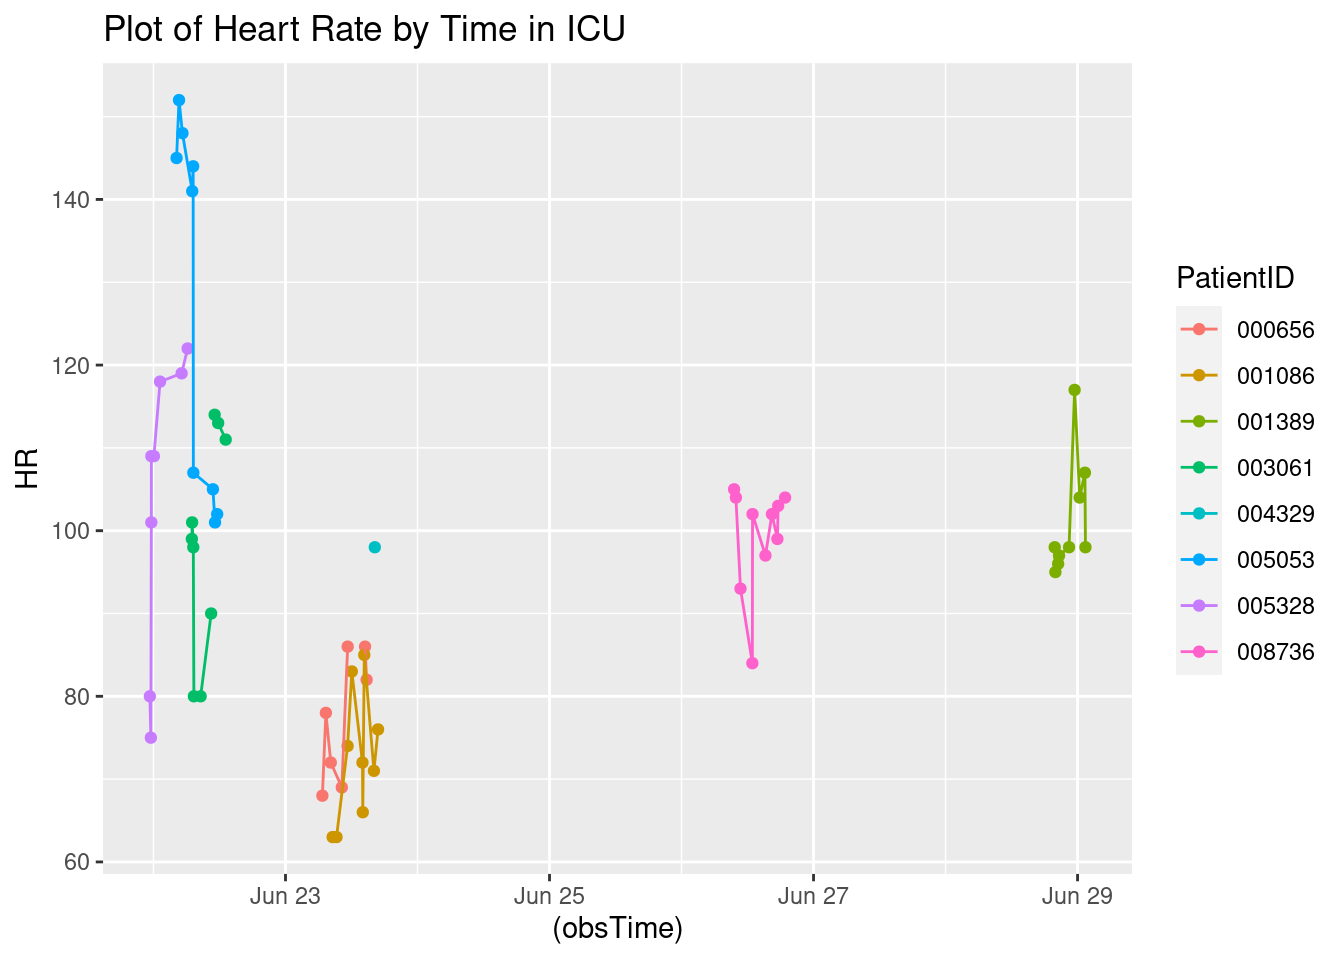 Plot of Heart Rate by Time in ICU
HR
140
120
100
80
60
Jun 23
Jun 25
Jun 27
Jun 29
(obsTime)
PatientID
000656
001086
001389
003061
004329
005053
005328
008736